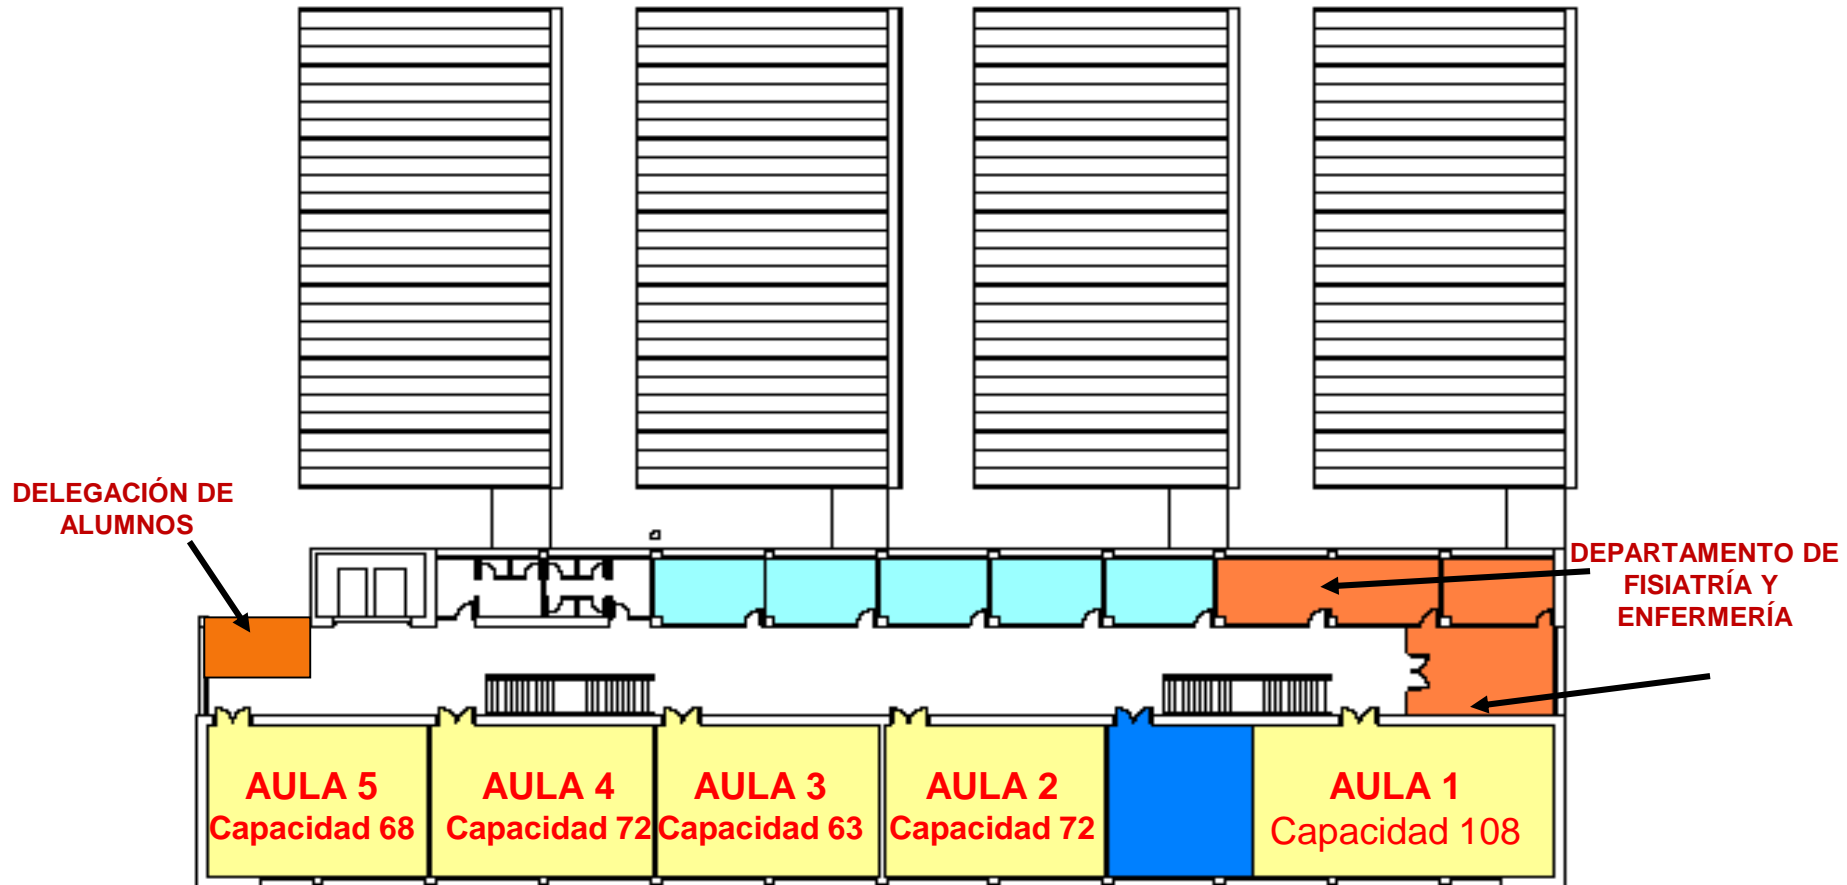 DELEGACIÓN DE
ALUMNOS
DEPARTAMENTO DE
FISIATRÍA Y
ENFERMERÍA
AULA 5
Capacidad 68
AULA 4
Capacidad 72
AULA 3
Capacidad 63
AULA 2
Capacidad 72
AULA 1
Capacidad 108